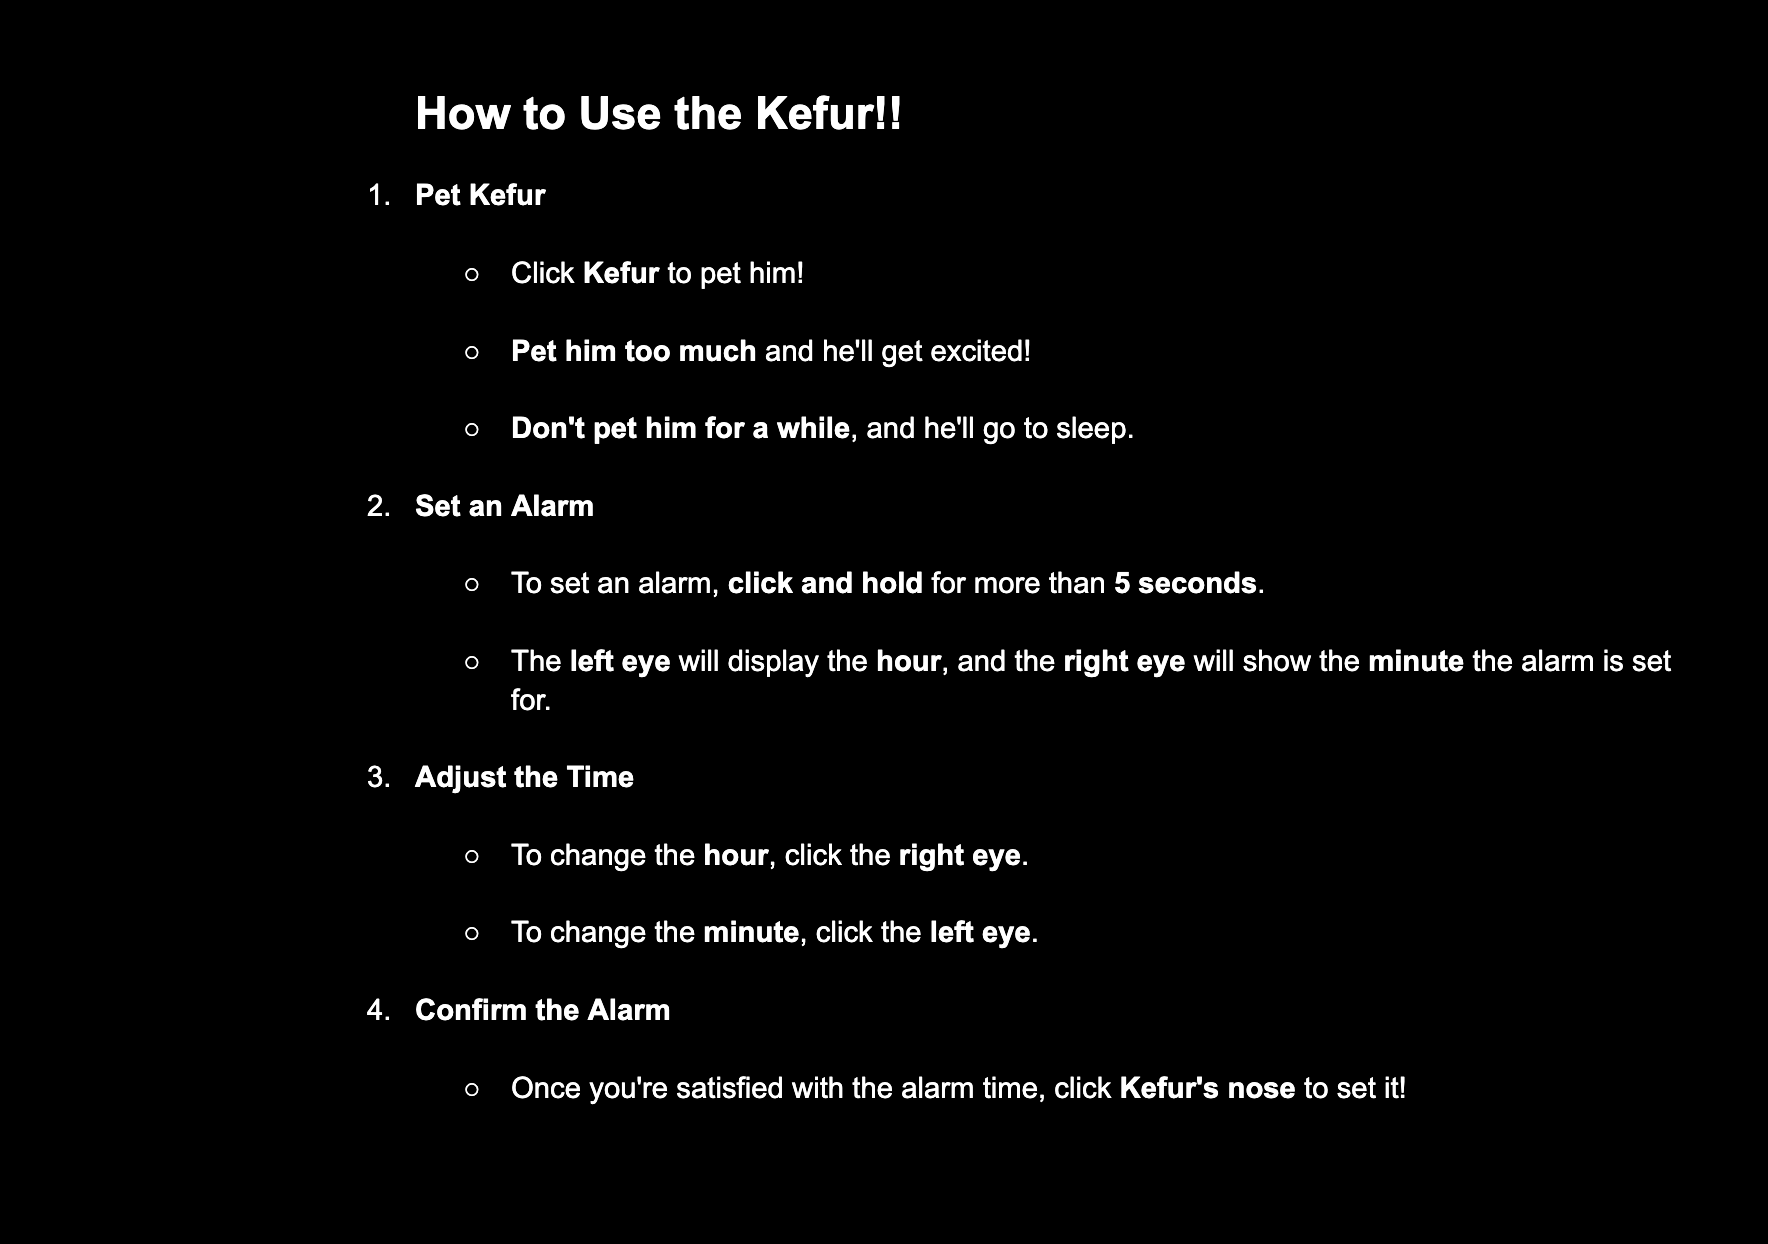 How to Use the Kefur!!
1. Pet Kefur
○ Click Kefur to pet him!
○ Pet him too much and he'll get excited!
○ Don't pet him for a while, and he'll go to sleep.
2. Set an Alarm
○ To set an alarm, click and hold for more than 5 seconds.
○ The left eye will display the hour, and the right eye will show the minute the alarm is set
for.
3. Adjust the Time
○ To change the hour, click the right eye.
○ To change the minute, click the left eye.
4. Confirm the Alarm
○ Once you're satisfied with the alarm time, click Kefur's nose to set it!